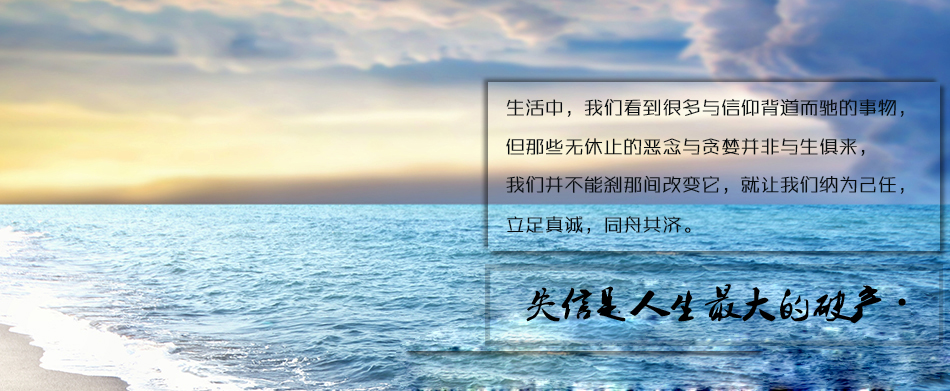 生活中，我们看到很多与信仰背道而驰的事物，
但那些无休止的恶念与贪婪并非与生俱来，
我们并不能刹那间改变它，就让我们纳为己任，
立足真诚，同舟共济。
失信是人生最大的破产·